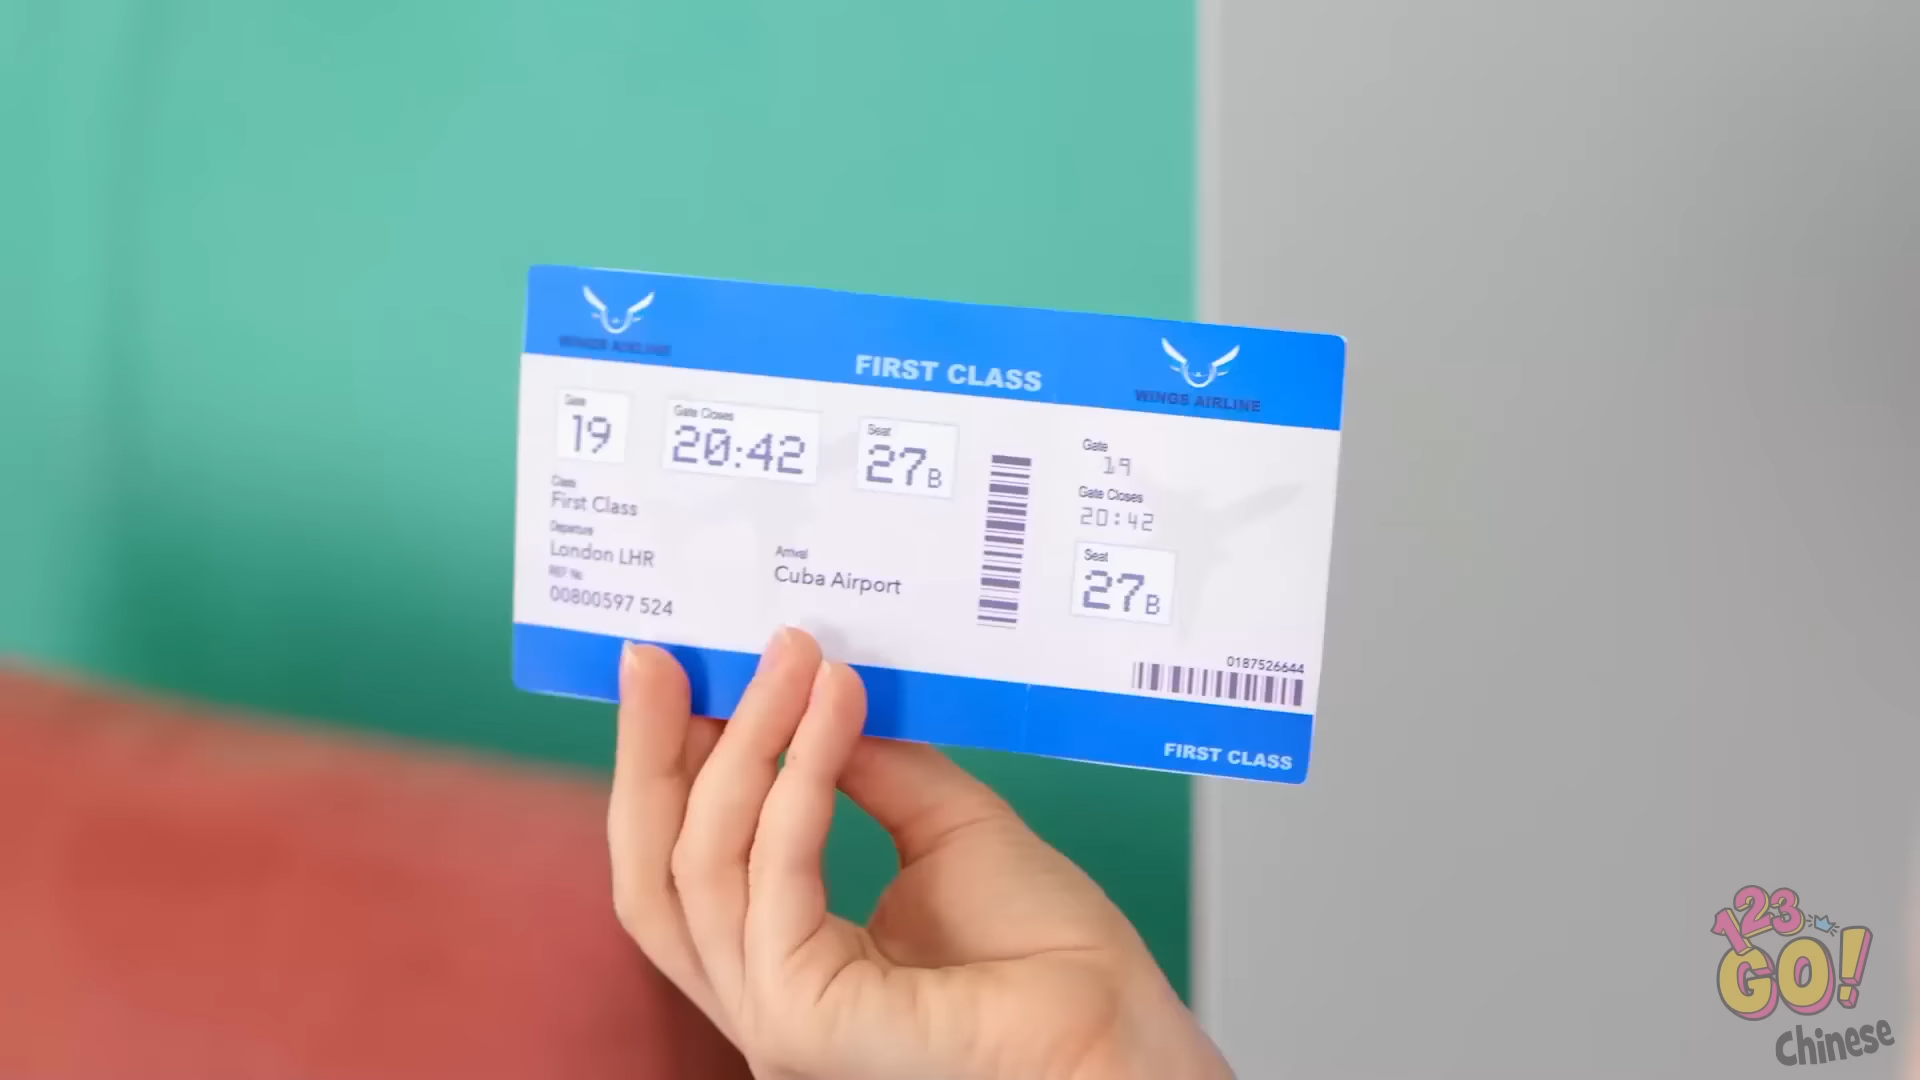 WINGS AIRLINE
FIRST CLASS
WINGS AIRLINE
Gate
19
Gate Closes
20:42
Seat
27B
Class
First Class
Departure
London LHR
REF No
00800597 524
Arrival
Cuba Airport
Gate
19
Gate Closes
20:42
Seat
27B
0187526644
FIRST CLASS
123
GO!
Chinese